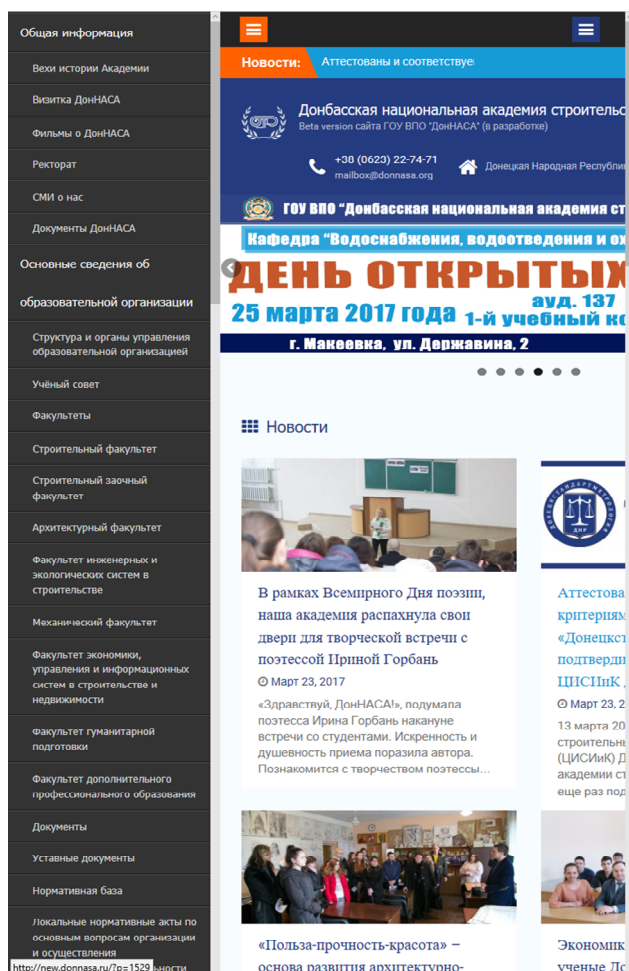 Общая информация
Вехи истории Академии
Визитка ДонНАСА
Фильмы о ДонНАСА
Ректорат
СМИ о нас
Документы ДонНАСА
Основные сведения об
образовательной организации
Структура и органы управления
образовательной организацией
Учёный совет
Факультеты
Строительный факультет
Строительный заочный
факультет
Архитектурный факультет
Факультет инженерных и
экологических систем в
строительстве
Механический факультет
Факультет экономики,
управления и информационных
систем в строительстве и
недвижимости
Факультет гуманитарной
подготовки
Факультет дополнительного
профессионального образования
Документы
Уставные документы
Нормативная база
Локальные нормативные акты по
основным вопросам организации
и осуществления
http://new.donnasa.ru/?p=1529
Новости:
Аттестованы и соответствуе
Донбасская национальная академия строительс
Beta version сайта ГОУ ВПО "ДонНАСА" (в разработке)
+38 (0623) 22-74-71
mailbox@donnasa.org
Донецкая Народная Республи
ГОУ ВПО "Донбасская национальная академия ст
Кафедра "Водоснабжения, водоотведения и ох
ДЕНЬ ОТКРЫТЫХ
25 марта 2017 года
ауд. 137
1-й учебный ко
г. Макеевка, ул. Державина, 2
Новости
В рамках Всемирного Дня поэзии,
наша академия распахнула свои
двери для творческой встречи с
поэтессой Ириной Горбань
Март 23, 2017
«Здравствуй, ДонНАСА!», подумала
поэтесса Ирина Горбань накануне
встречи со студентами. Искренность и
душевность приема поразила автора.
Познакомится с творчеством поэтессы...
ДОНЕЦКСТАНДАРТМЕТРОЛОГИЯ
ДНР
Аттестова
критериям
«Донецкст
подтверди
ЦИСИиК
Март 23, 2
13 марта 20
строительн
(ЦИСИиК) Д
академии ст
еще раз под
«Польза-прочность-красота» –
основа развития архитектурно-
Экономик
ученые До